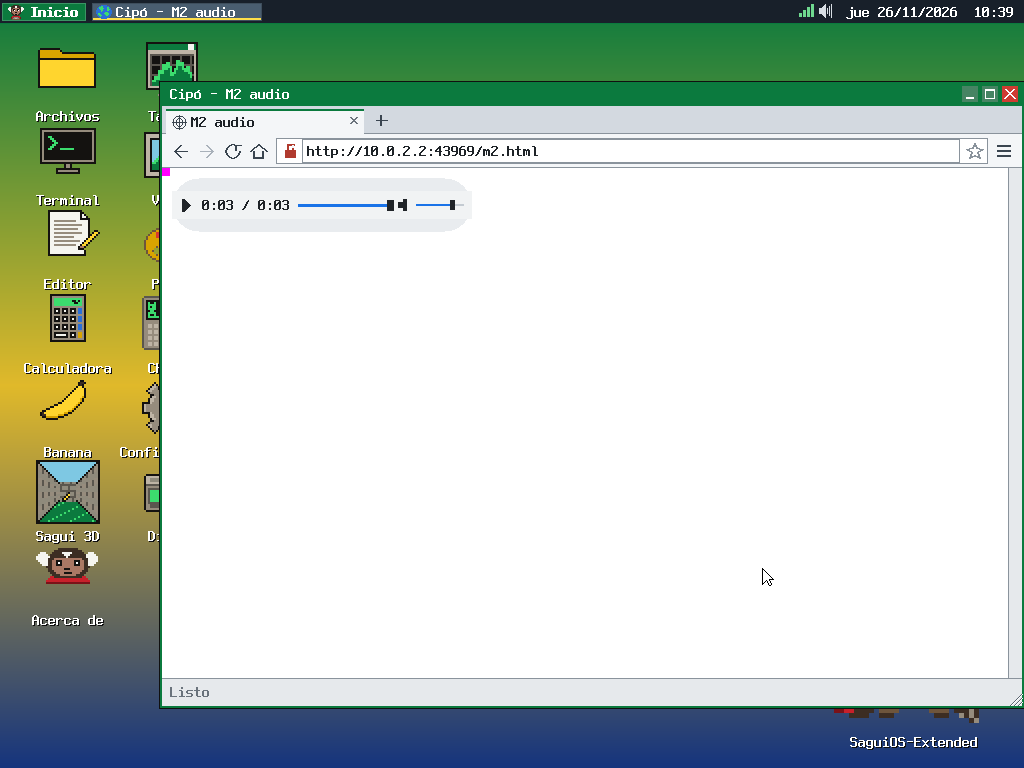 Inicio
Cipó - M2 audio
jue 26/11/2026 10:39
Archivos
Terminal
Editor
Calculadora
Banana
Sagui 3D
Acerca de
Cipó - M2 audio
M2 audio
http://10.0.2.2:43969/m2.html
0:03 / 0:03
Listo
SaguiOS-Extended